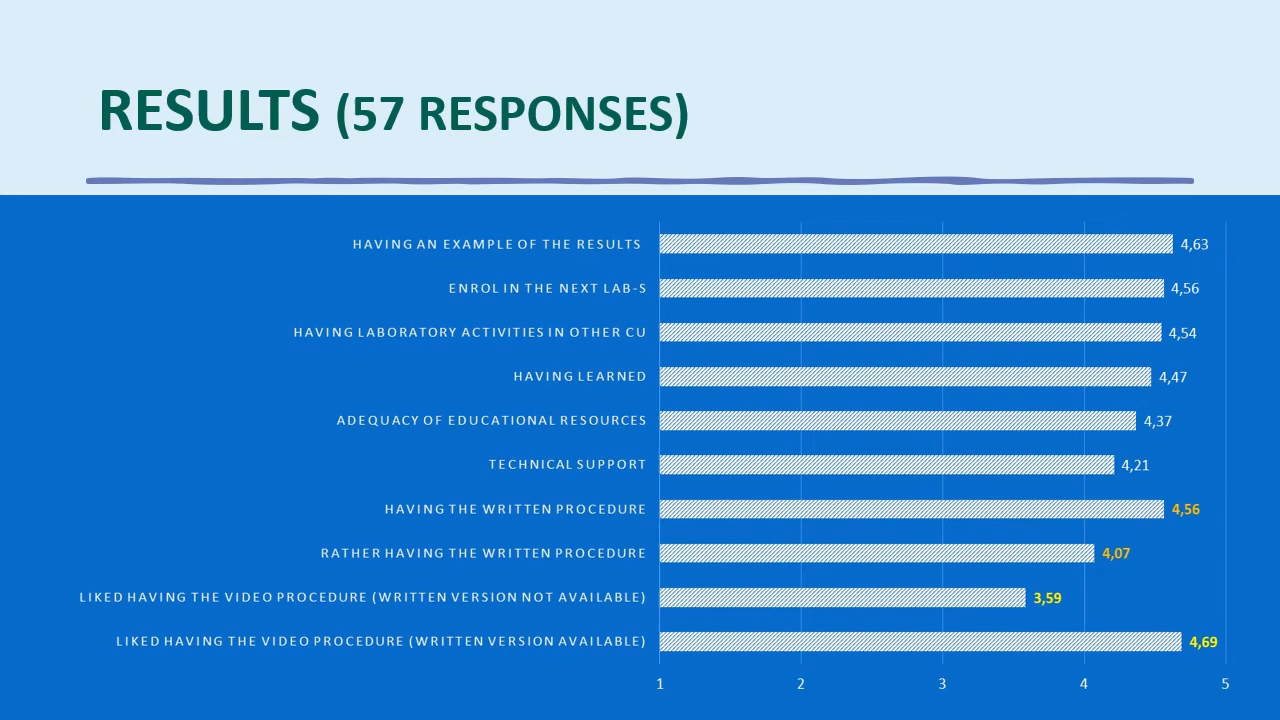 RESULTS (57 RESPONSES)
HAVING AN EXAMPLE OF THE RESULTS 4,63
ENROL IN THE NEXT LAB-S 4,56
HAVING LABORATORY ACTIVITIES IN OTHER CU 4,54
HAVING LEARNED 4,47
ADEQUACY OF EDUCATIONAL RESOURCES 4,37
TECHNICAL SUPPORT 4,21
HAVING THE WRITTEN PROCEDURE 4,56
RATHER HAVING THE WRITTEN PROCEDURE 4,07
LIKED HAVING THE VIDEO PROCEDURE (WRITTEN VERSION NOT AVAILABLE) 3,59
LIKED HAVING THE VIDEO PROCEDURE (WRITTEN VERSION AVAILABLE) 4,69
1 2 3 4 5